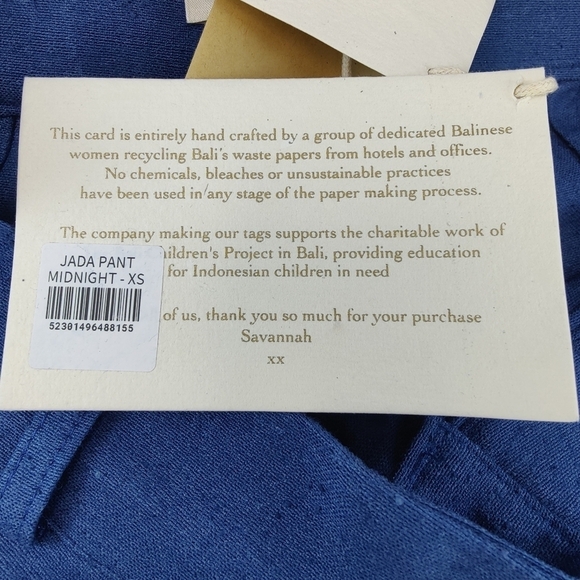 This card is entirely hand crafted by a group of dedicated Balinese
women recycling Bali's waste papers from hotels and offices.
No chemicals, bleaches or unsustainable practices
have been used in any stage of the paper making process.
The company making our tags supports the charitable work of
ildren's Project in Bali, providing education
for Indonesian children in need
of us, thank you so much for your purchase
Savannah
xx
JADA PANT
MIDNIGHT - XS
52301496488155